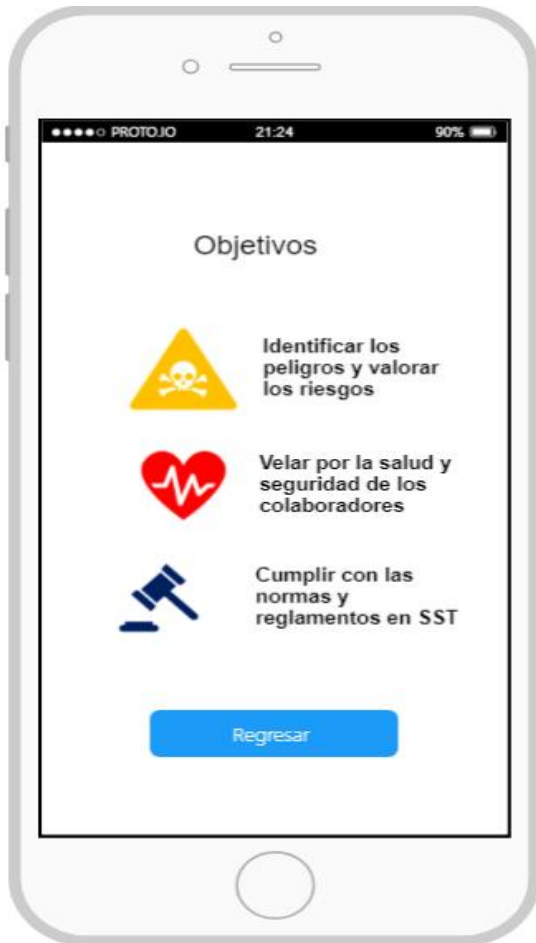 PROTO.IO 21:24 90%
Objetivos
Identificar los
peligros y valorar
los riesgos
Velar por la salud y
seguridad de los
colaboradores
Cumplir con las
normas y
reglamentos en SST
Regresar